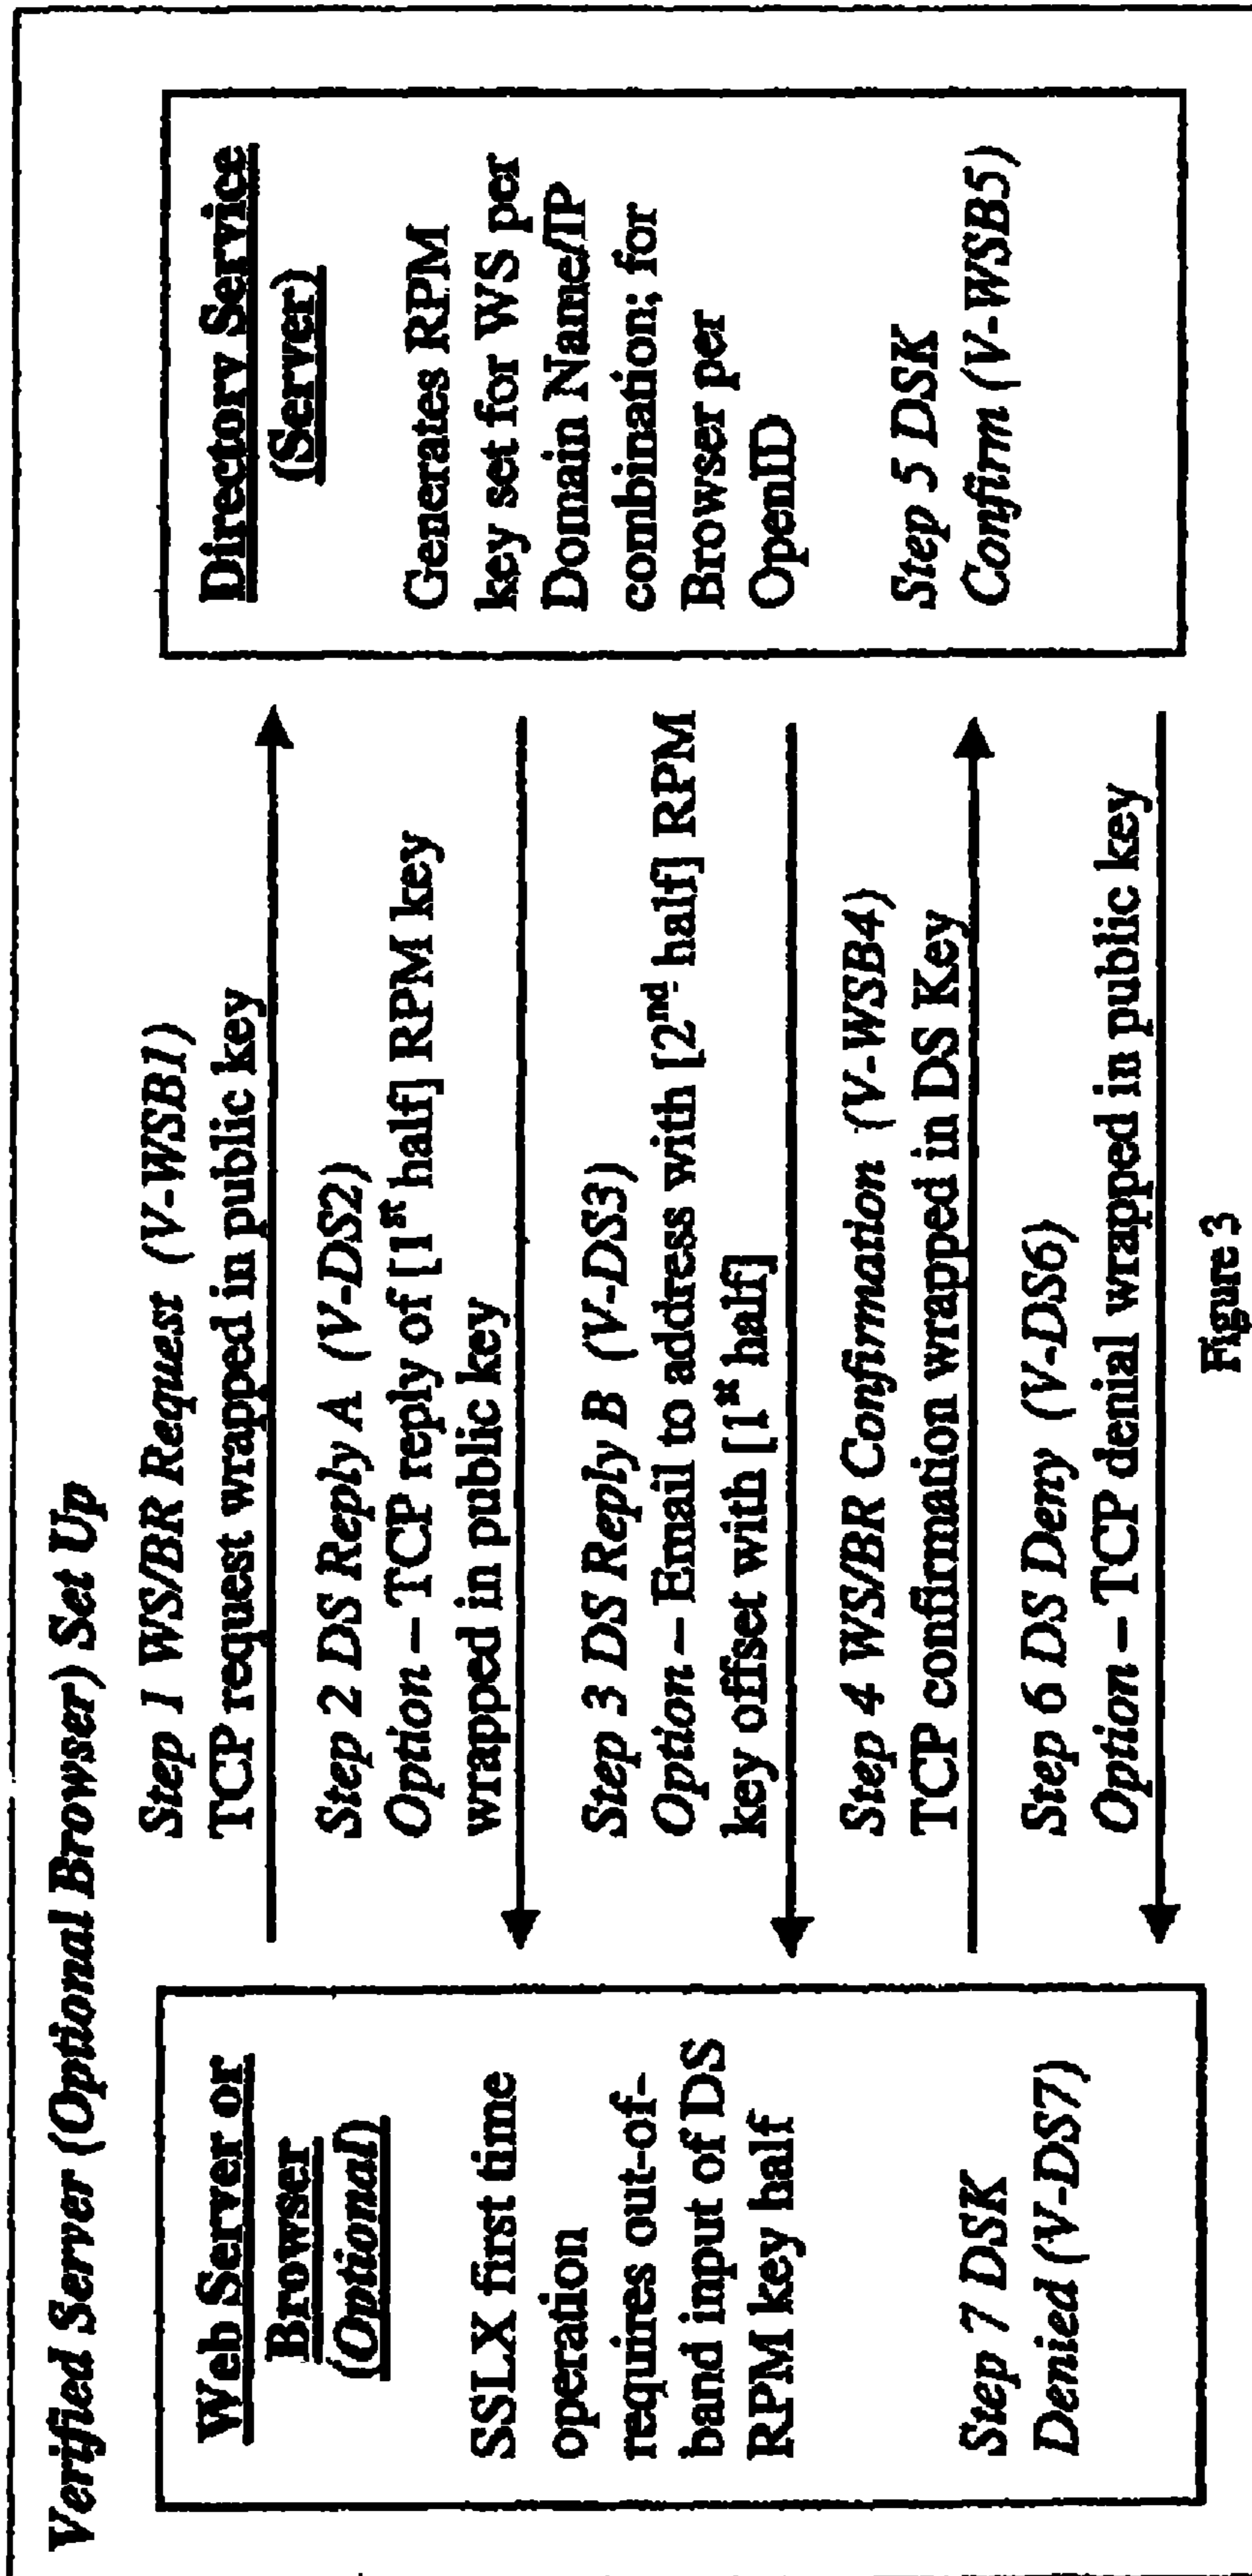 Verified Server (Optional Browser) Set Up
Web Server or
Browser
(Optional)
SSLX first time
operation
requires out-of-
band input of DS
RPM key half
Step 7 DSK
Denied (V-DS7)
Step 1 WS/BR Request (V-WSB1)
TCP request wrapped in public key
Step 2 DS Reply A (V-DS2)
Option – TCP reply of [1st half] RPM key
wrapped in public key
Step 3 DS Reply B (V-DS3)
Option – Email to address with [2nd half] RPM
key offset with [1st half]
Step 4 WS/BR Confirmation (V-WSB4)
TCP confirmation wrapped in DS Key
Step 6 DS Deny (V-DS6)
Option – TCP denial wrapped in public key
Directory Service
(Server)
Generates RPM
key set for WS per
Domain Name/IP
combination; for
Browser per
OpenID
Step 5 DSK
Confirm (V-WSB5)
Figure 3